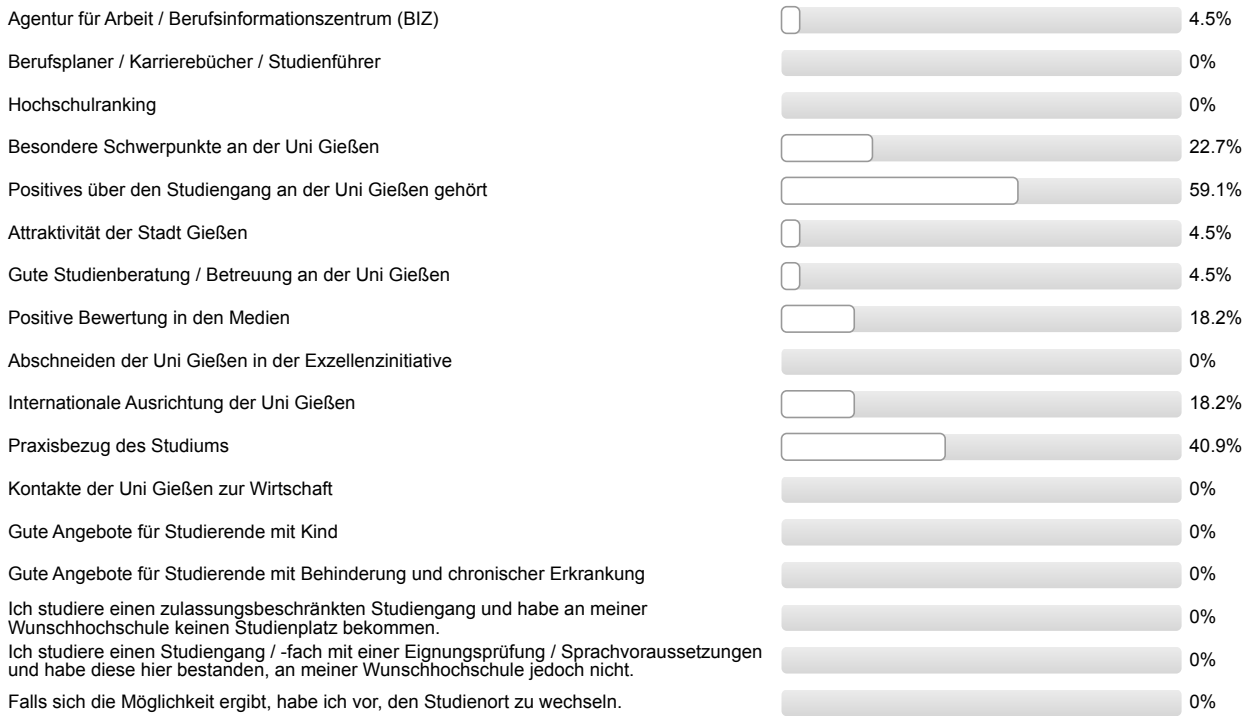 Agentur für Arbeit / Berufsinformationszentrum (BIZ) 4.5%
Berufsplaner / Karrierebücher / Studienführer 0%
Hochschulranking 0%
Besondere Schwerpunkte an der Uni Gießen 22.7%
Positives über den Studiengang an der Uni Gießen gehört 59.1%
Attraktivität der Stadt Gießen 4.5%
Gute Studienberatung / Betreuung an der Uni Gießen 4.5%
Positive Bewertung in den Medien 18.2%
Abschneiden der Uni Gießen in der Exzellenzinitiative 0%
Internationale Ausrichtung der Uni Gießen 18.2%
Praxisbezug des Studiums 40.9%
Kontakte der Uni Gießen zur Wirtschaft 0%
Gute Angebote für Studierende mit Kind 0%
Gute Angebote für Studierende mit Behinderung und chronischer Erkrankung 0%
Ich studiere einen zulassungsbeschränkten Studiengang und habe an meiner
Wunschhochschule keinen Studienplatz bekommen. 0%
Ich studiere einen Studiengang / -fach mit einer Eignungsprüfung / Sprachvoraussetzungen
und habe diese hier bestanden, an meiner Wunschhochschule jedoch nicht. 0%
Falls sich die Möglichkeit ergibt, habe ich vor, den Studienort zu wechseln. 0%